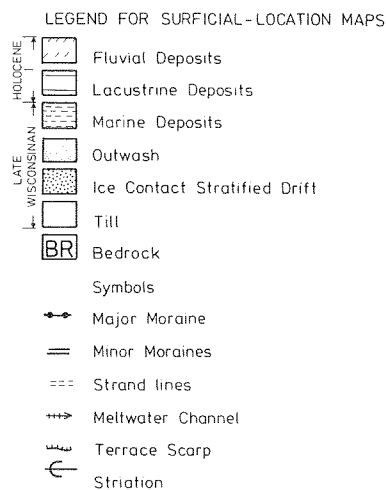 LEGEND FOR SURFICIAL-LOCATION MAPS
HOLOCENE
Fluvial Deposits
Lacustrine Deposits
LATE
WISCONSINAN
Marine Deposits
Outwash
Ice Contact Stratified Drift
Till
BR Bedrock
Symbols
Major Moraine
Minor Moraines
Strand lines
Meltwater Channel
Terrace Scarp
Striation